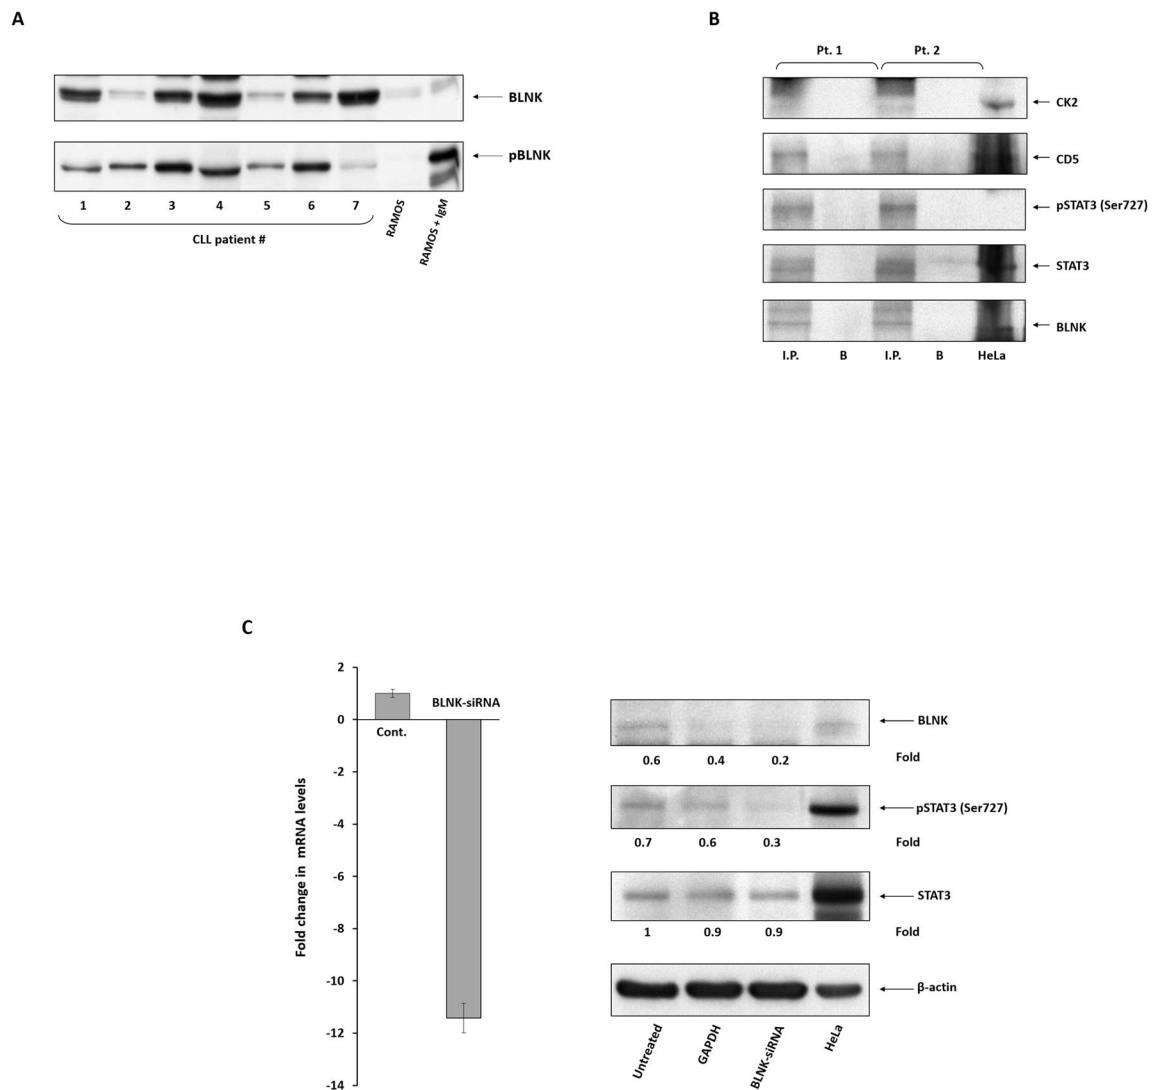 A
BLNK
pBLNK
1 2 3 4 5 6 7 RAMOS RAMOS + IgM
CLL patient #
B
Pt. 1 Pt. 2
CK2
CD5
pSTAT3 (Ser727)
STAT3
BLNK
I.P. B I.P. B HeLa
C
Fold change in mRNA levels
2
0
-2
-4
-6
-8
-10
-12
-14
BLNK-siRNA
Cont.
BLNK
0.6 0.4 0.2 Fold
pSTAT3 (Ser727)
0.7 0.6 0.3 Fold
STAT3
1 0.9 0.9 Fold
β-actin
Untreated GAPDH BLNK-siRNA HeLa